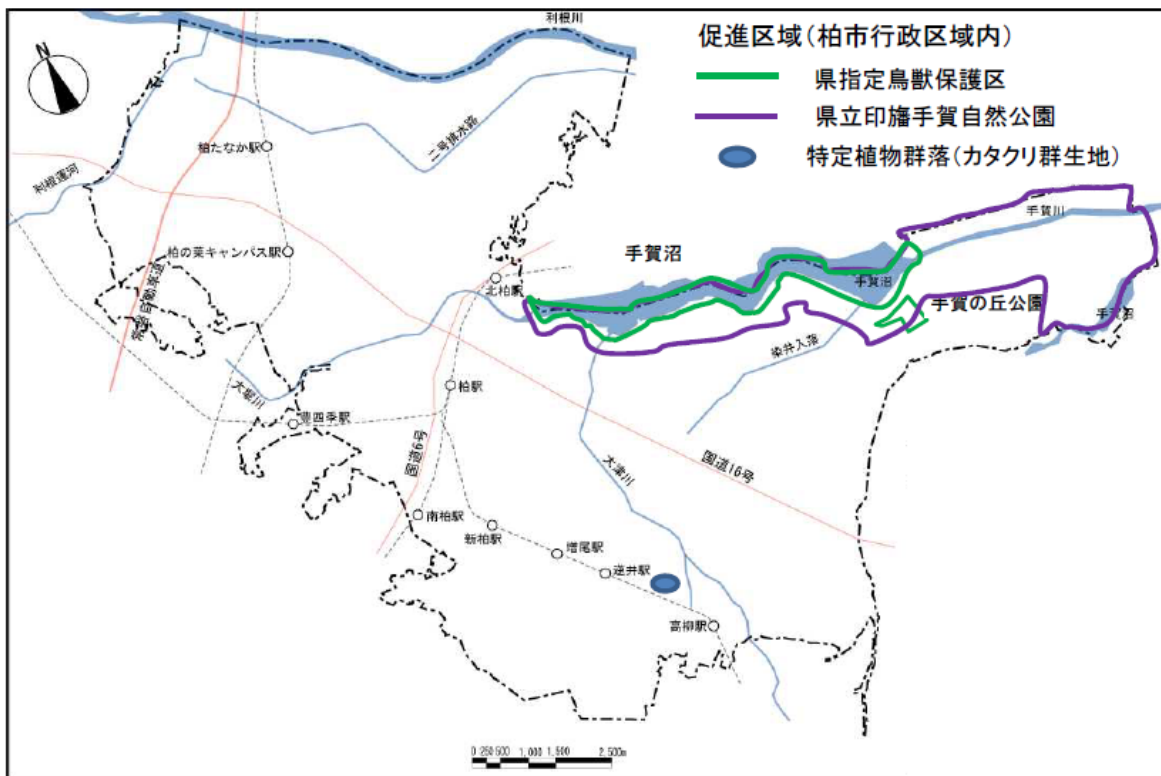 利根川
促進区域（柏市行政区域内）
県指定鳥獣保護区
県立印旛手賀自然公園
特定植物群落（カタクリ群生地）
二号排水路
柏たなか駅
利根運河
手賀川
柏の葉キャンパス駅
手賀沼
北柏駅
手賀沼
手賀の丘公園
常磐自動車道
手賀沼
染井入落
柏駅
大堀川
豊四季駅
国道6号
国道16号
大津川
南柏駅
新柏駅
増尾駅
逆井駅
高柳駅
0 250 500 1,000 1,500 2,500m